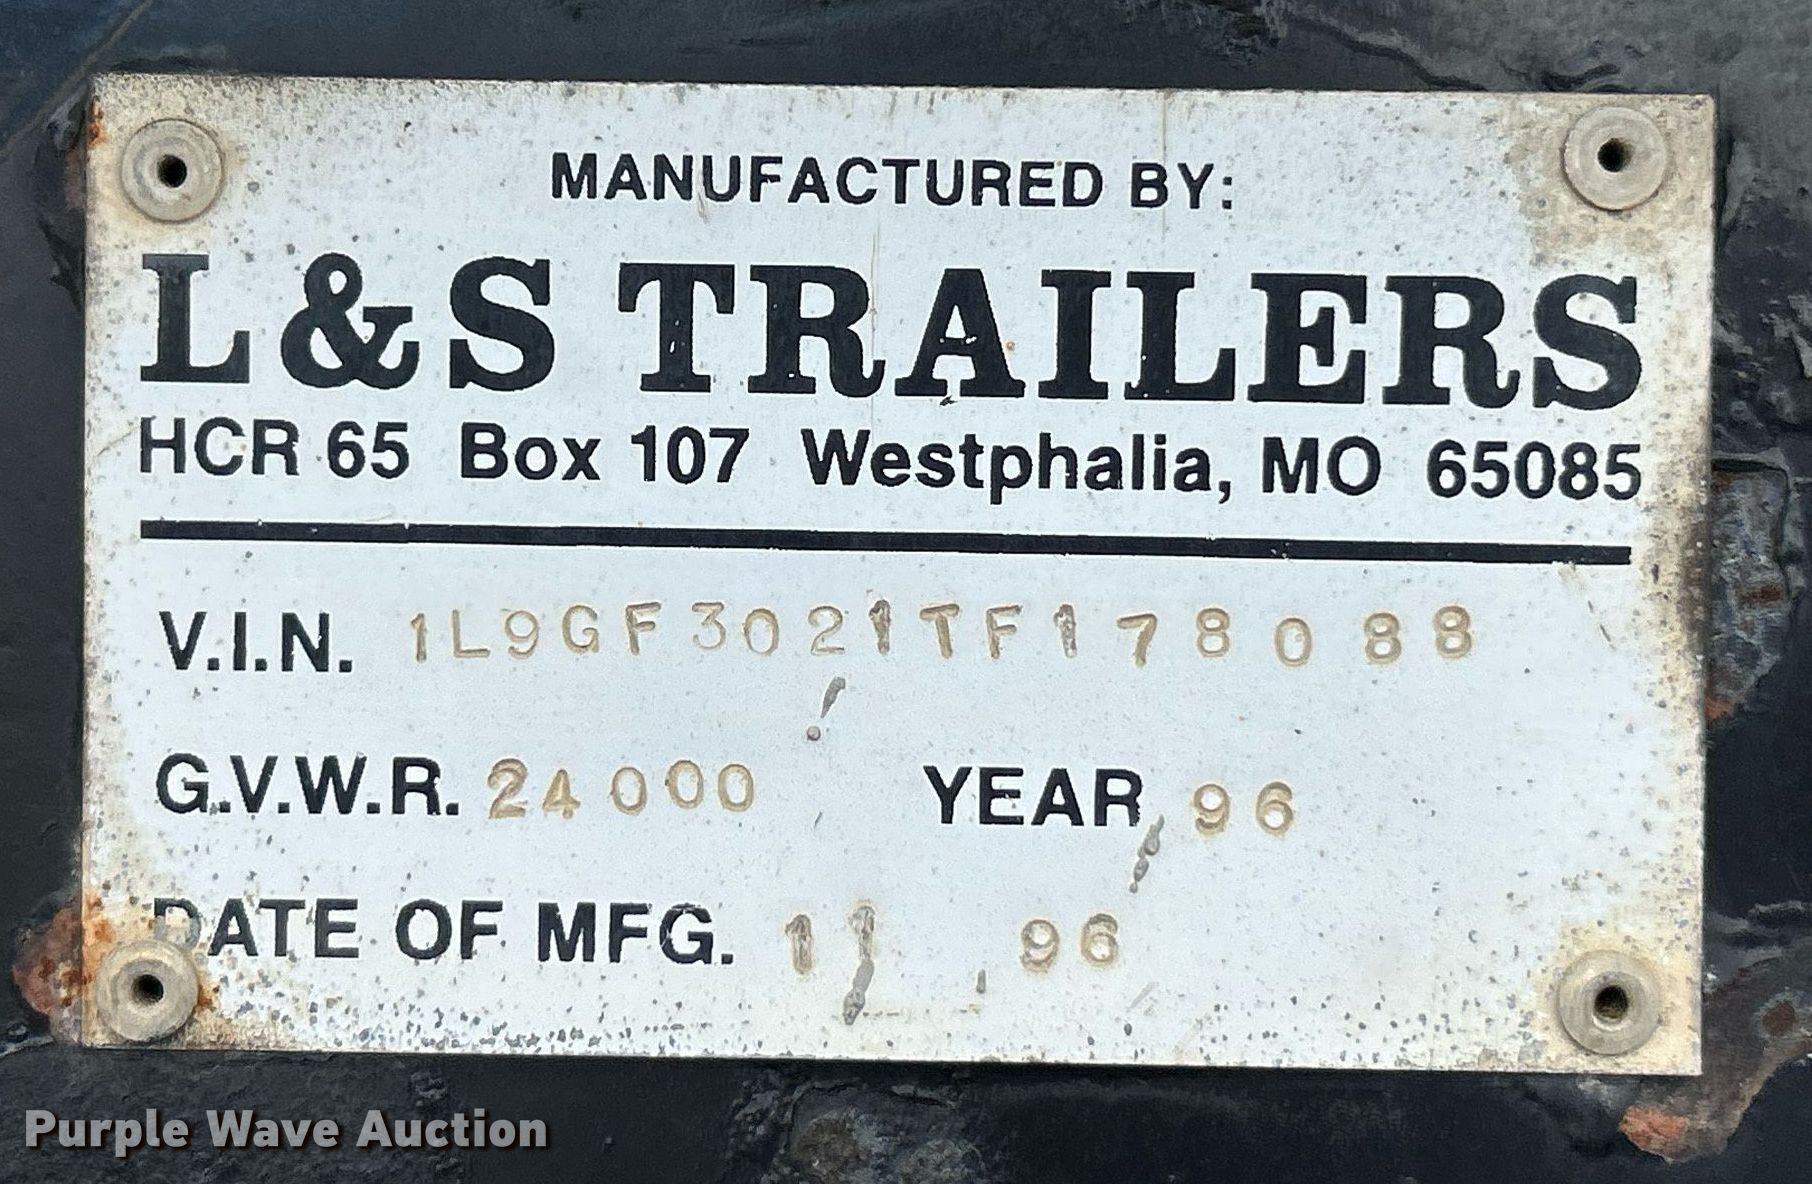 MANUFACTURED BY:
L&S TRAILERS
HCR 65 Box 107 Westphalia, MO 65085
V.I.N. 1L9GF3021TF178088
G.V.W.R. 24000 YEAR 96
DATE OF MFG. 11 96
Purple Wave Auction